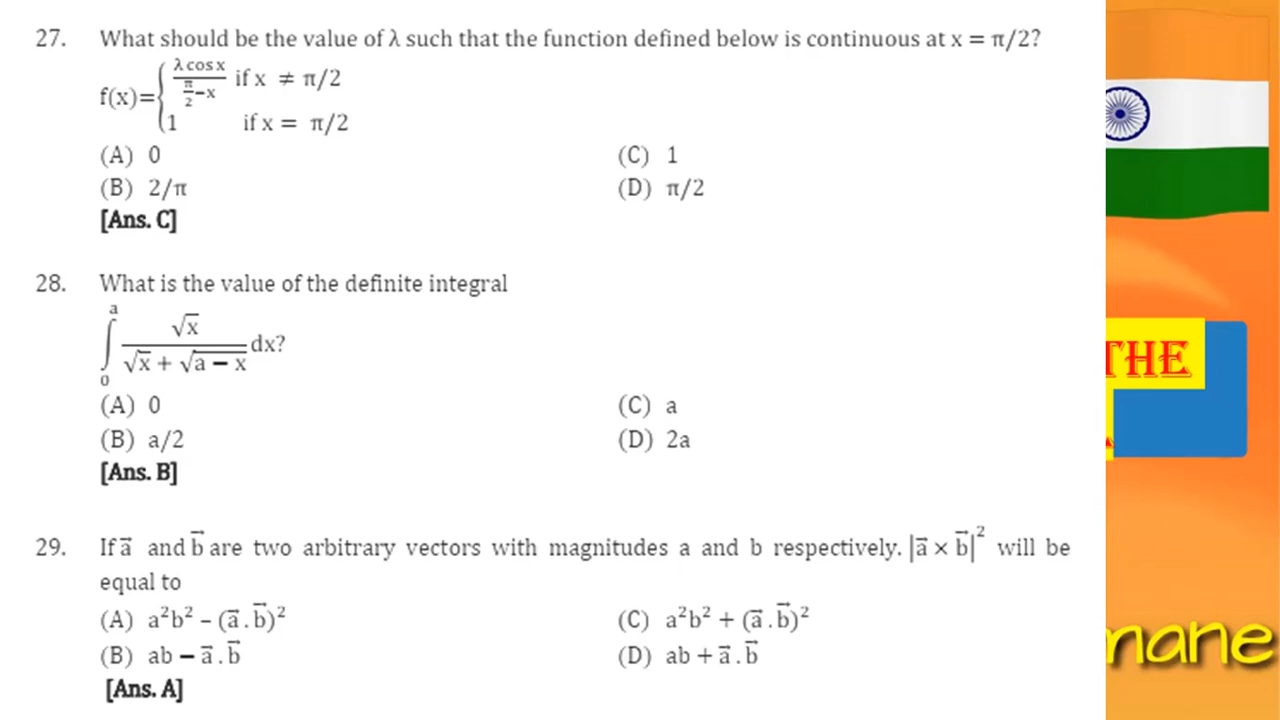 27. What should be the value of λ such that the function defined below is continuous at x = π/2?
f(x)={ (λ cos x)/(π/2−x) if x ≠ π/2
1 if x = π/2
(A) 0 (C) 1
(B) 2/π (D) π/2
[Ans. C]
28. What is the value of the definite integral
∫₀ᵃ √x/(√x + √(a − x)) dx?
(A) 0 (C) a
(B) a/2 (D) 2a
[Ans. B]
29. If a⃗ and b⃗ are two arbitrary vectors with magnitudes a and b respectively. |a⃗ × b⃗|² will be
equal to
(A) a²b² – (a⃗ . b⃗)² (C) a²b² + (a⃗ . b⃗)²
(B) ab − a⃗ . b⃗ (D) ab + a⃗ . b⃗
[Ans. A]
THE
mane